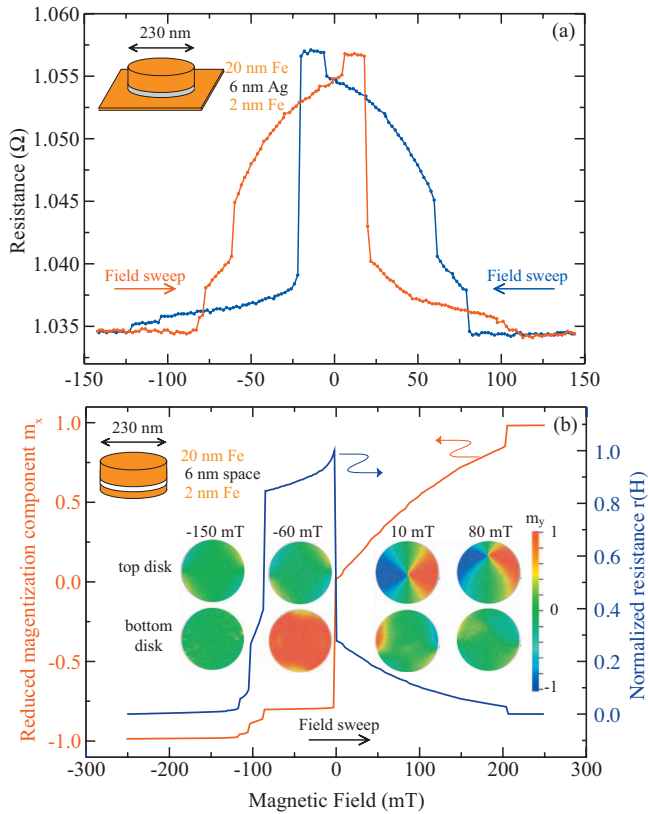 1.060
1.055
1.050
1.045
1.040
1.035
Resistance (Ω)
(a)
230 nm
20 nm Fe
6 nm Ag
2 nm Fe
Field sweep
Field sweep
-150
-100
-50
0
50
100
150
1.0
0.5
0.0
-0.5
-1.0
Reduced magentization component mx
(b)
230 nm
20 nm Fe
6 nm space
2 nm Fe
-150 mT
-60 mT
10 mT
80 mT
top disk
bottom
disk
my
1
0
-1
Field sweep
1.0
0.8
0.6
0.4
0.2
0.0
Normalized resistance r(H)
-300
-200
-100
0
100
200
300
Magnetic Field (mT)